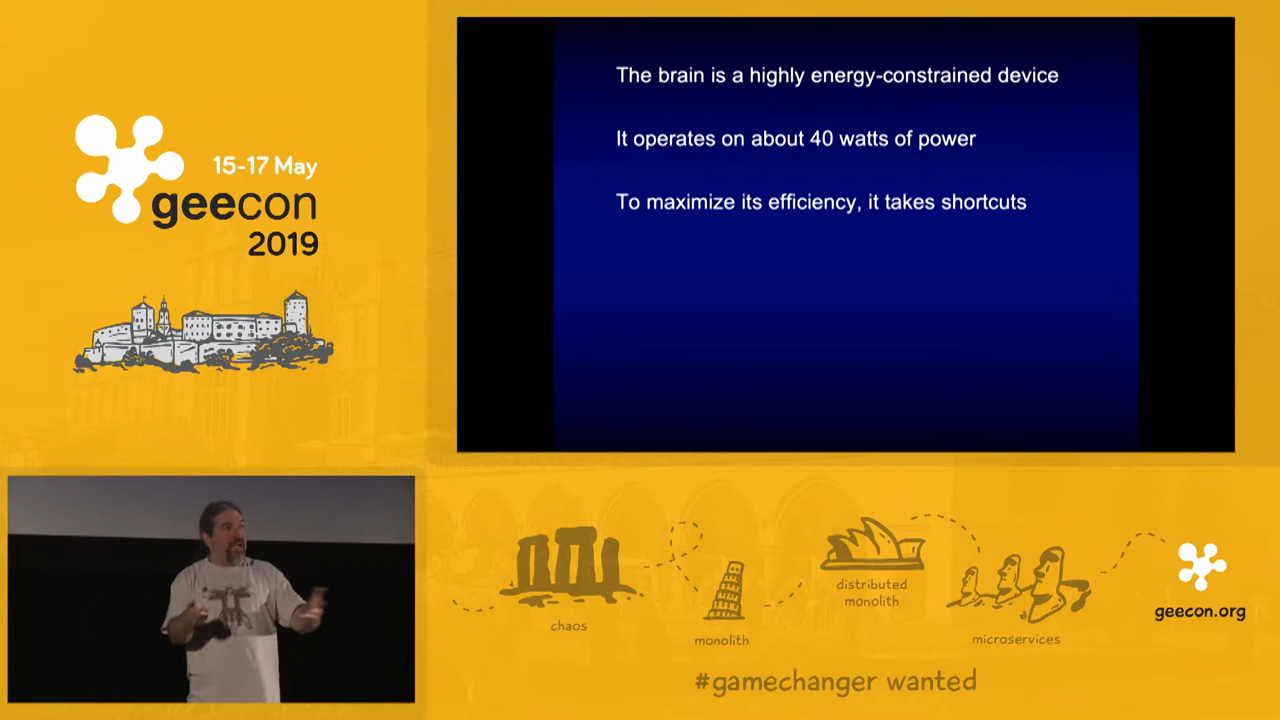 The brain is a highly energy-constrained device
It operates on about 40 watts of power
To maximize its efficiency, it takes shortcuts
15-17 May
geecon
2019
chaos
monolith
distributed
monolith
microservices
geecon.org
#gamechanger wanted